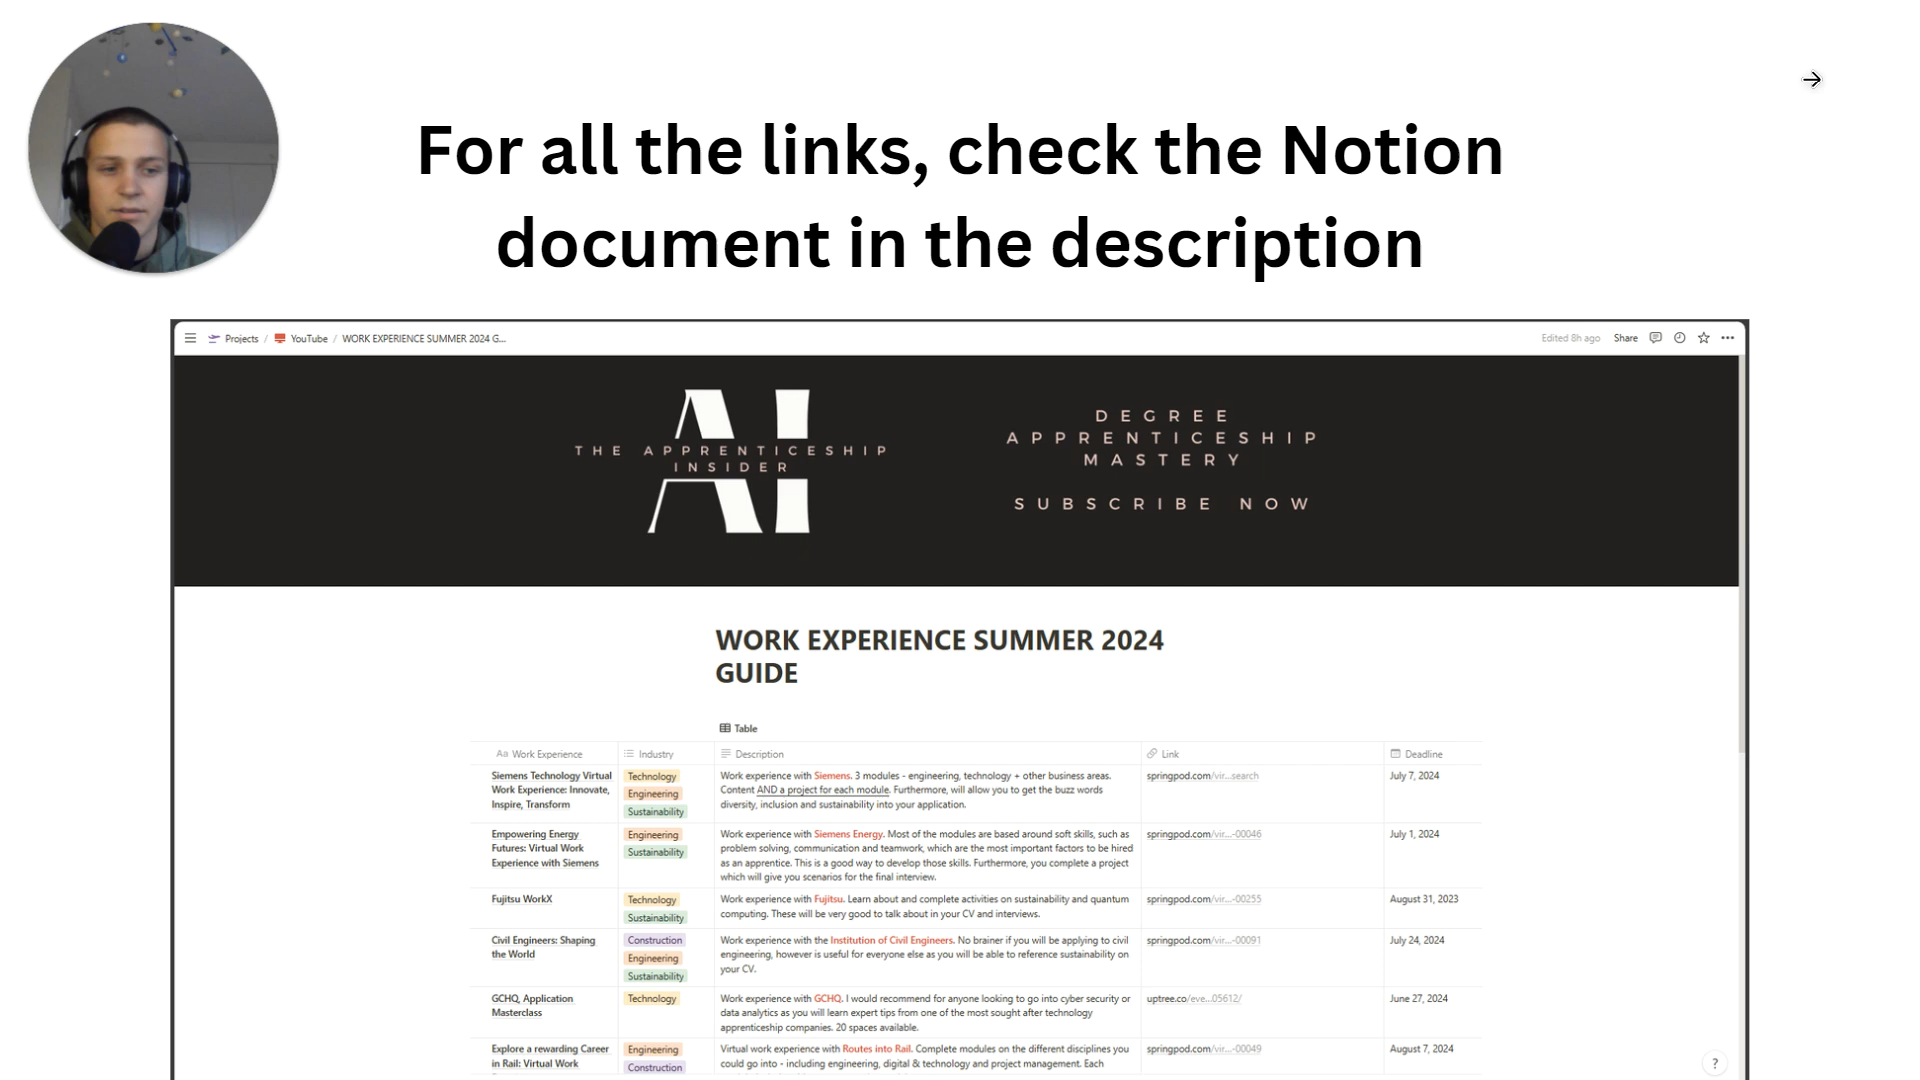 For all the links, check the Notion
document in the description
Projects / YouTube / WORK EXPERIENCE SUMMER 2024 G...
Edited 8h ago Share
AI
THE APPRENTICESHIP
INSIDER
DEGREE
APPRENTICESHIP
MASTERY
SUBSCRIBE NOW
WORK EXPERIENCE SUMMER 2024
GUIDE
Table
Aa Work Experience Industry Description Link Deadline
Siemens Technology Virtual
Work Experience: Innovate,
Inspire, Transform
Technology
Engineering
Sustainability
Work experience with Siemens. 3 modules - engineering, technology + other business areas.
Content AND a project for each module. Furthermore, will allow you to get the buzz words
diversity, inclusion and sustainability into your application.
springpod.com/vir...search
July 7, 2024
Empowering Energy
Futures: Virtual Work
Experience with Siemens
Engineering
Sustainability
Work experience with Siemens Energy. Most of the modules are based around soft skills, such as
problem solving, communication and teamwork, which are the most important factors to be hired
as an apprentice. This is a good way to develop those skills. Furthermore, you complete a project
which will give you scenarios for the final interview.
springpod.com/vir...-00046
July 1, 2024
Fujitsu WorkX
Technology
Sustainability
Work experience with Fujitsu. Learn about and complete activities on sustainability and quantum
computing. These will be very good to talk about in your CV and interviews.
springpod.com/vir...-00255
August 31, 2023
Civil Engineers: Shaping
the World
Construction
Engineering
Sustainability
Work experience with the Institution of Civil Engineers. No brainer if you will be applying to civil
engineering, however is useful for everyone else as you will be able to reference sustainability on
your CV.
springpod.com/vir...-00091
July 24, 2024
GCHQ, Application
Masterclass
Technology
Work experience with GCHQ. I would recommend for anyone looking to go into cyber security or
data analytics as you will learn expert tips from one of the most sought after technology
apprenticeship companies. 20 spaces available.
uptree.co/eve...05612/
June 27, 2024
Explore a rewarding Career
in Rail: Virtual Work
Engineering
Construction
Virtual work experience with Routes into Rail. Complete modules on the different disciplines you
could go into - including engineering, digital & technology and project management. Each
springpod.com/vir...-00049
August 7, 2024
?